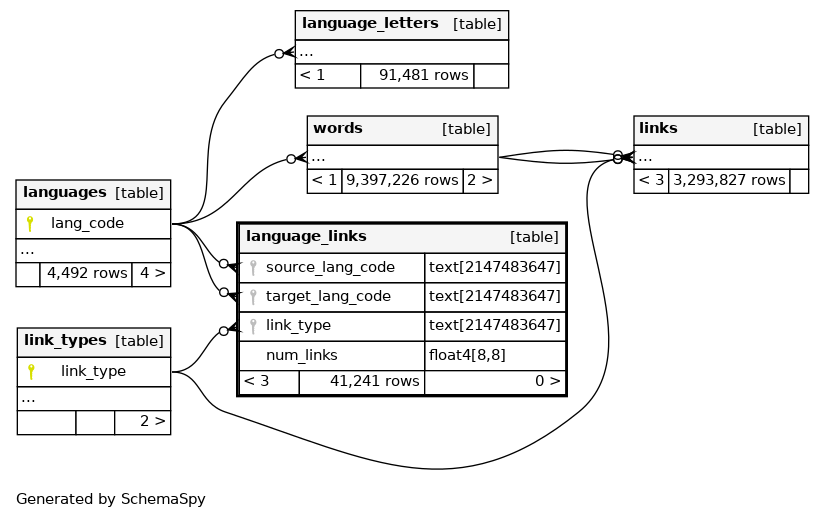 language_letters [table]
...
< 1 91,481 rows
words [table]
...
< 1 9,397,226 rows 2 >
links [table]
...
< 3 3,293,827 rows
languages [table]
lang_code
...
4,492 rows 4 >
language_links [table]
source_lang_code text[2147483647]
target_lang_code text[2147483647]
link_type text[2147483647]
num_links float4[8,8]
< 3 41,241 rows 0 >
link_types [table]
link_type
...
2 >
Generated by SchemaSpy